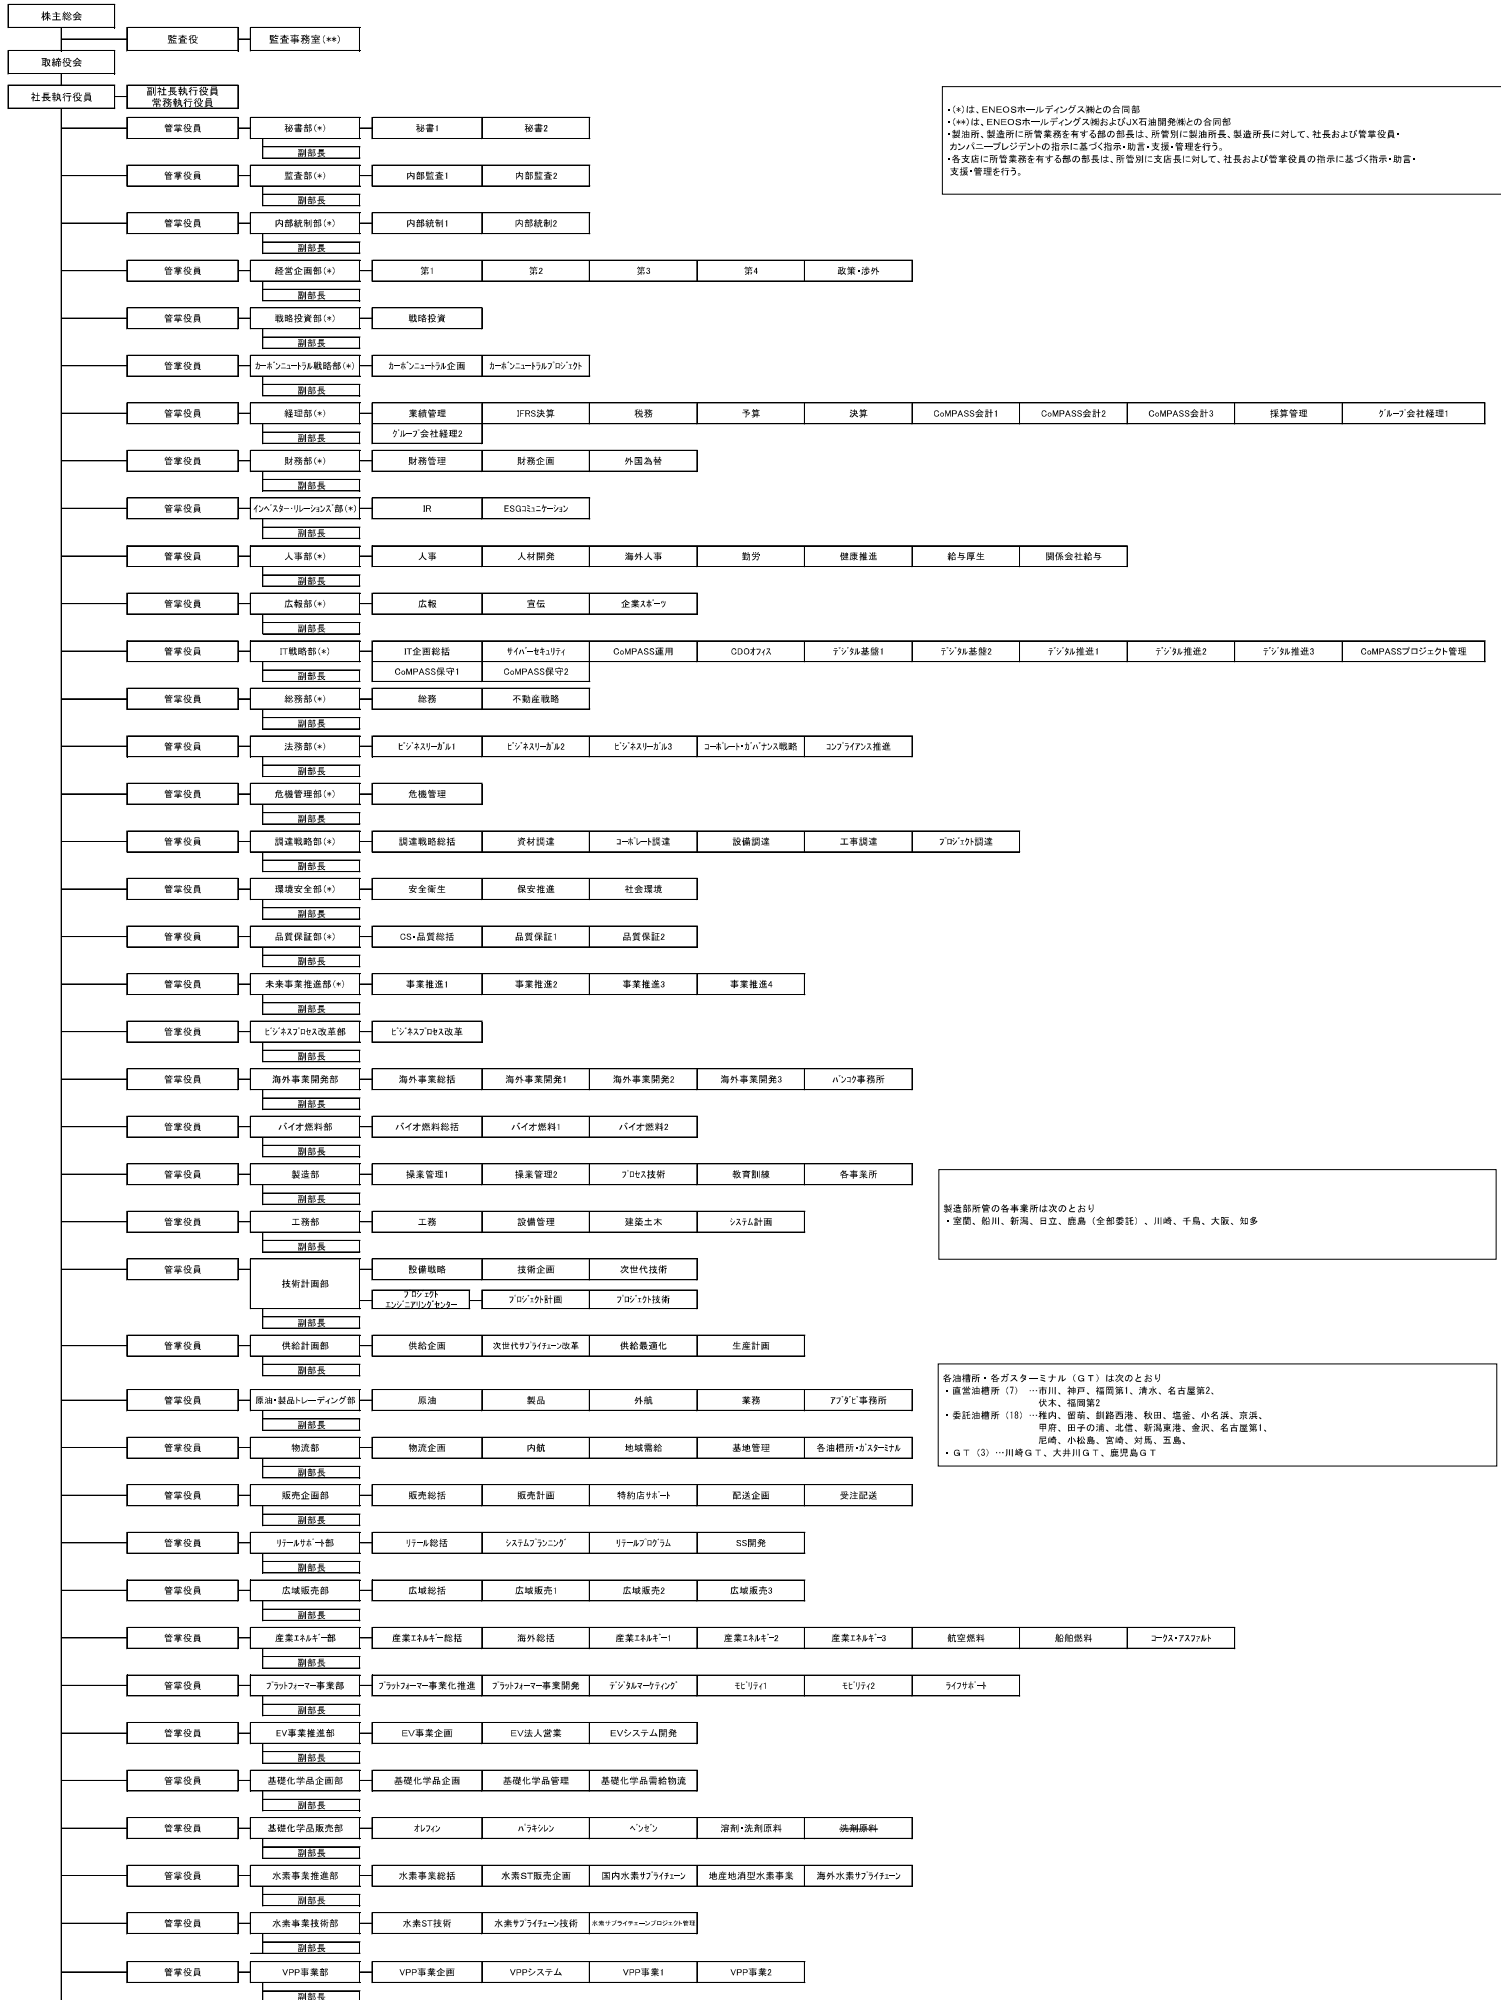 株主総会
監査役 監査事務室(**)
取締役会
社長執行役員 副社長執行役員
常務執行役員
・(*)は、ENEOSホールディングス㈱との合同部
・(**)は、ENEOSホールディングス㈱およびJX石油開発㈱との合同部
・製油所、製造所に所管業務を有する部の部長は、所管別に製油所長、製造所長に対して、社長および管掌役員・
カンパニープレジデントの指示に基づく指示・助言・支援・管理を行う。
・各支店に所管業務を有する部の部長は、所管別に支店長に対して、社長および管掌役員の指示に基づく指示・助言・
支援・管理を行う。
管掌役員 秘書部(*) 秘書1 秘書2
副部長
管掌役員 監査部(*) 内部監査1 内部監査2
副部長
管掌役員 内部統制部(*) 内部統制1 内部統制2
副部長
管掌役員 経営企画部(*) 第1 第2 第3 第4 政策・渉外
副部長
管掌役員 戦略投資部(*) 戦略投資
副部長
管掌役員 カーボンニュートラル戦略部(*) カーボンニュートラル企画 カーボンニュートラルプロジェクト
副部長
管掌役員 経理部(*) 業績管理 IFRS決算 税務 予算 決算 CoMPASS会計1 CoMPASS会計2 CoMPASS会計3 採算管理 グループ会社経理1
副部長 グループ会社経理2
管掌役員 財務部(*) 財務管理 財務企画 外国為替
副部長
管掌役員 インベスター・リレーションズ部(*) IR ESGコミュニケーション
副部長
管掌役員 人事部(*) 人事 人材開発 海外人事 勤労 健康推進 給与厚生 関係会社給与
副部長
管掌役員 広報部(*) 広報 宣伝 企業スポーツ
副部長
管掌役員 IT戦略部(*) IT企画総括 サイバーセキュリティ CoMPASS運用 CDOオフィス デジタル基盤1 デジタル基盤2 デジタル推進1 デジタル推進2 デジタル推進3 CoMPASSプロジェクト管理
副部長 CoMPASS保守1 CoMPASS保守2
管掌役員 総務部(*) 総務 不動産戦略
副部長
管掌役員 法務部(*) ビジネスリーガル1 ビジネスリーガル2 ビジネスリーガル3 コーポレート・ガバナンス戦略 コンプライアンス推進
副部長
管掌役員 危機管理部(*) 危機管理
副部長
管掌役員 調達戦略部(*) 調達戦略総括 資材調達 コーポレート調達 設備調達 工事調達 プロジェクト調達
副部長
管掌役員 環境安全部(*) 安全衛生 保安推進 社会環境
副部長
管掌役員 品質保証部(*) CS・品質総括 品質保証1 品質保証2
副部長
管掌役員 未来事業推進部(*) 事業推進1 事業推進2 事業推進3 事業推進4
副部長
管掌役員 ビジネスプロセス改革部 ビジネスプロセス改革
副部長
管掌役員 海外事業開発部 海外事業総括 海外事業開発1 海外事業開発2 海外事業開発3 バンコク事務所
副部長
管掌役員 バイオ燃料部 バイオ燃料総括 バイオ燃料1 バイオ燃料2
副部長
管掌役員 製造部 操業管理1 操業管理2 プロセス技術 教育訓練 各事業所
副部長
製造部所管の各事業所は次のとおり
・室蘭、船川、新潟、日立、鹿島（全部委託）、川崎、千鳥、大阪、知多
管掌役員 工務部 工務 設備管理 建築土木 システム計画
副部長
管掌役員 技術計画部 設備戦略 技術企画 次世代技術
プロジェクト
エンジニアリングセンター プロジェクト計画 プロジェクト技術
副部長
管掌役員 供給計画部 供給企画 次世代サプライチェーン改革 供給最適化 生産計画
副部長
各油槽所・各ガスターミナル（ＧＴ）は次のとおり
・直営油槽所（7） …市川、神戸、福岡第1、清水、名古屋第2、
伏木、福岡第2
・委託油槽所（18）…稚内、留萌、釧路西港、秋田、塩釜、小名浜、京浜、
甲府、田子の浦、北信、新潟東港、金沢、名古屋第1、
尼崎、小松島、宮崎、対馬、五島、
・ＧＴ（3）…川崎ＧＴ、大井川ＧＴ、鹿児島ＧＴ
管掌役員 原油・製品トレーディング部 原油 製品 外航 業務 アブダビ事務所
副部長
管掌役員 物流部 物流企画 内航 地域需給 基地管理 各油槽所・ガスターミナル
副部長
管掌役員 販売企画部 販売総括 販売計画 特約店サポート 配送企画 受注配送
副部長
管掌役員 リテールサポート部 リテール総括 システムプランニング リテールプログラム SS開発
副部長
管掌役員 広域販売部 広域総括 広域販売1 広域販売2 広域販売3
副部長
管掌役員 産業エネルギー部 産業エネルギー総括 海外総括 産業エネルギー1 産業エネルギー2 産業エネルギー3 航空燃料 船舶燃料 コークス・アスファルト
副部長
管掌役員 プラットフォーマー事業部 プラットフォーマー事業化推進 プラットフォーマー事業開発 デジタルマーケティング モビリティ1 モビリティ2 ライフサポート
副部長
管掌役員 EV事業推進部 EV事業企画 EV法人営業 EVシステム開発
副部長
管掌役員 基礎化学品企画部 基礎化学品企画 基礎化学品管理 基礎化学品需給物流
副部長
管掌役員 基礎化学品販売部 オレフィン パラキシレン ベンゼン 溶剤・洗剤原料 洗剤原料
副部長
管掌役員 水素事業推進部 水素事業総括 水素ST販売企画 国内水素サプライチェーン 地産地消型水素事業 海外水素サプライチェーン
副部長
管掌役員 水素事業技術部 水素ST技術 水素サプライチェーン技術 水素サプライチェーンプロジェクト管理
副部長
管掌役員 VPP事業部 VPP事業企画 VPPシステム VPP事業1 VPP事業2
副部長